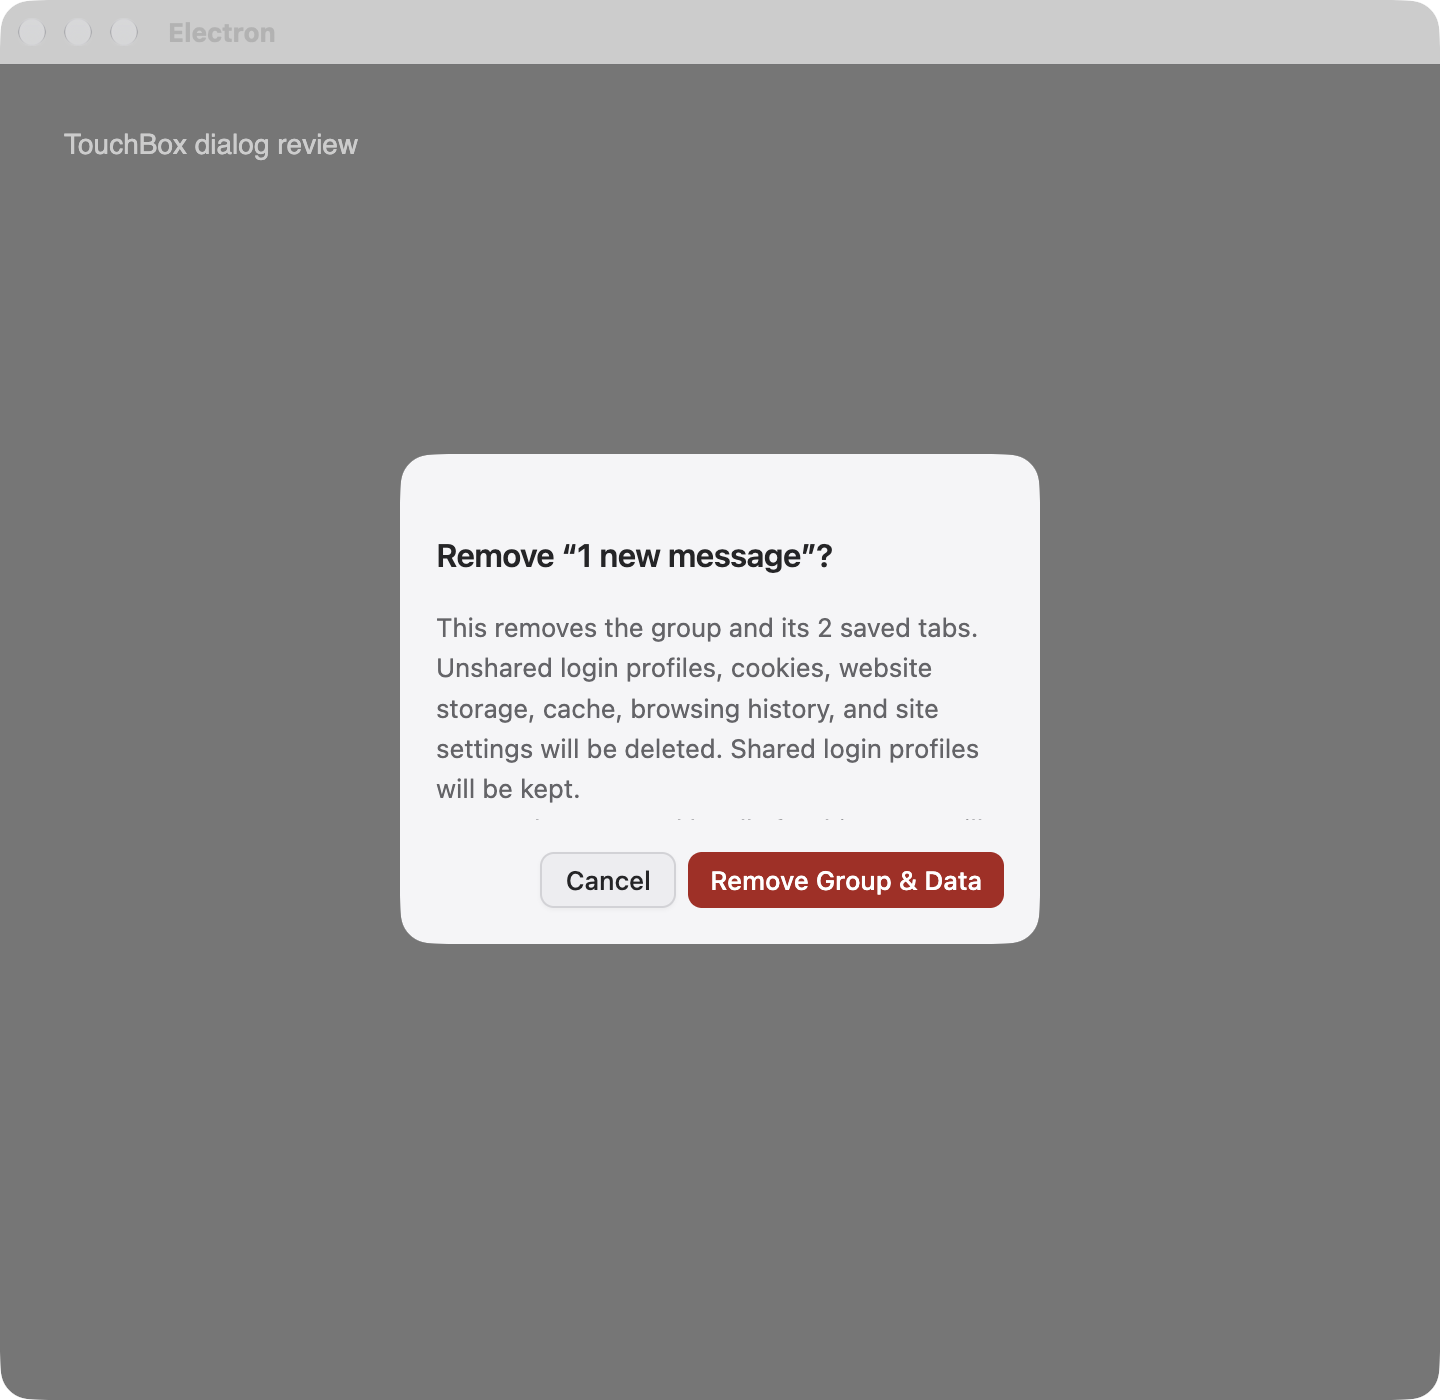 Electron
TouchBox dialog review
Remove “1 new message”?
This removes the group and its 2 saved tabs.
Unshared login profiles, cookies, website
storage, cache, browsing history, and site
settings will be deleted. Shared login profiles
will be kept.
Cancel
Remove Group & Data